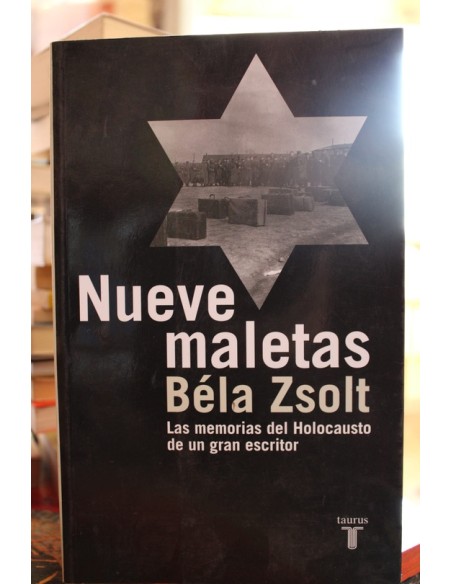 Nueve
maletas
Béla Zsolt
Las memorias del Holocausto
de un gran escritor
taurus
T